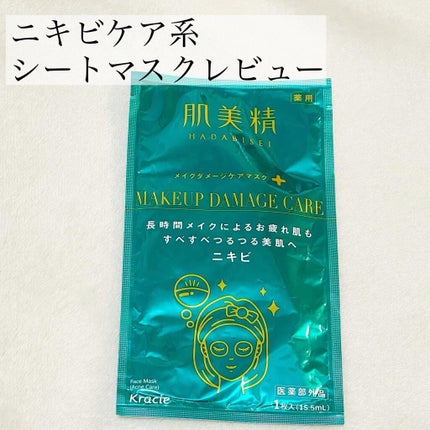 ニキビケア系
シートマスクレビュー
薬用
肌美精
HADABISEI
メイクダメージケアマスク
MAKEUP DAMAGE CARE
長時間メイクによるお疲れ肌も
すべすべつるつる美肌へ
ニキビ
Face Mask
(Acne Care)
Kracie
医薬部外品
1枚入(15.5mL)